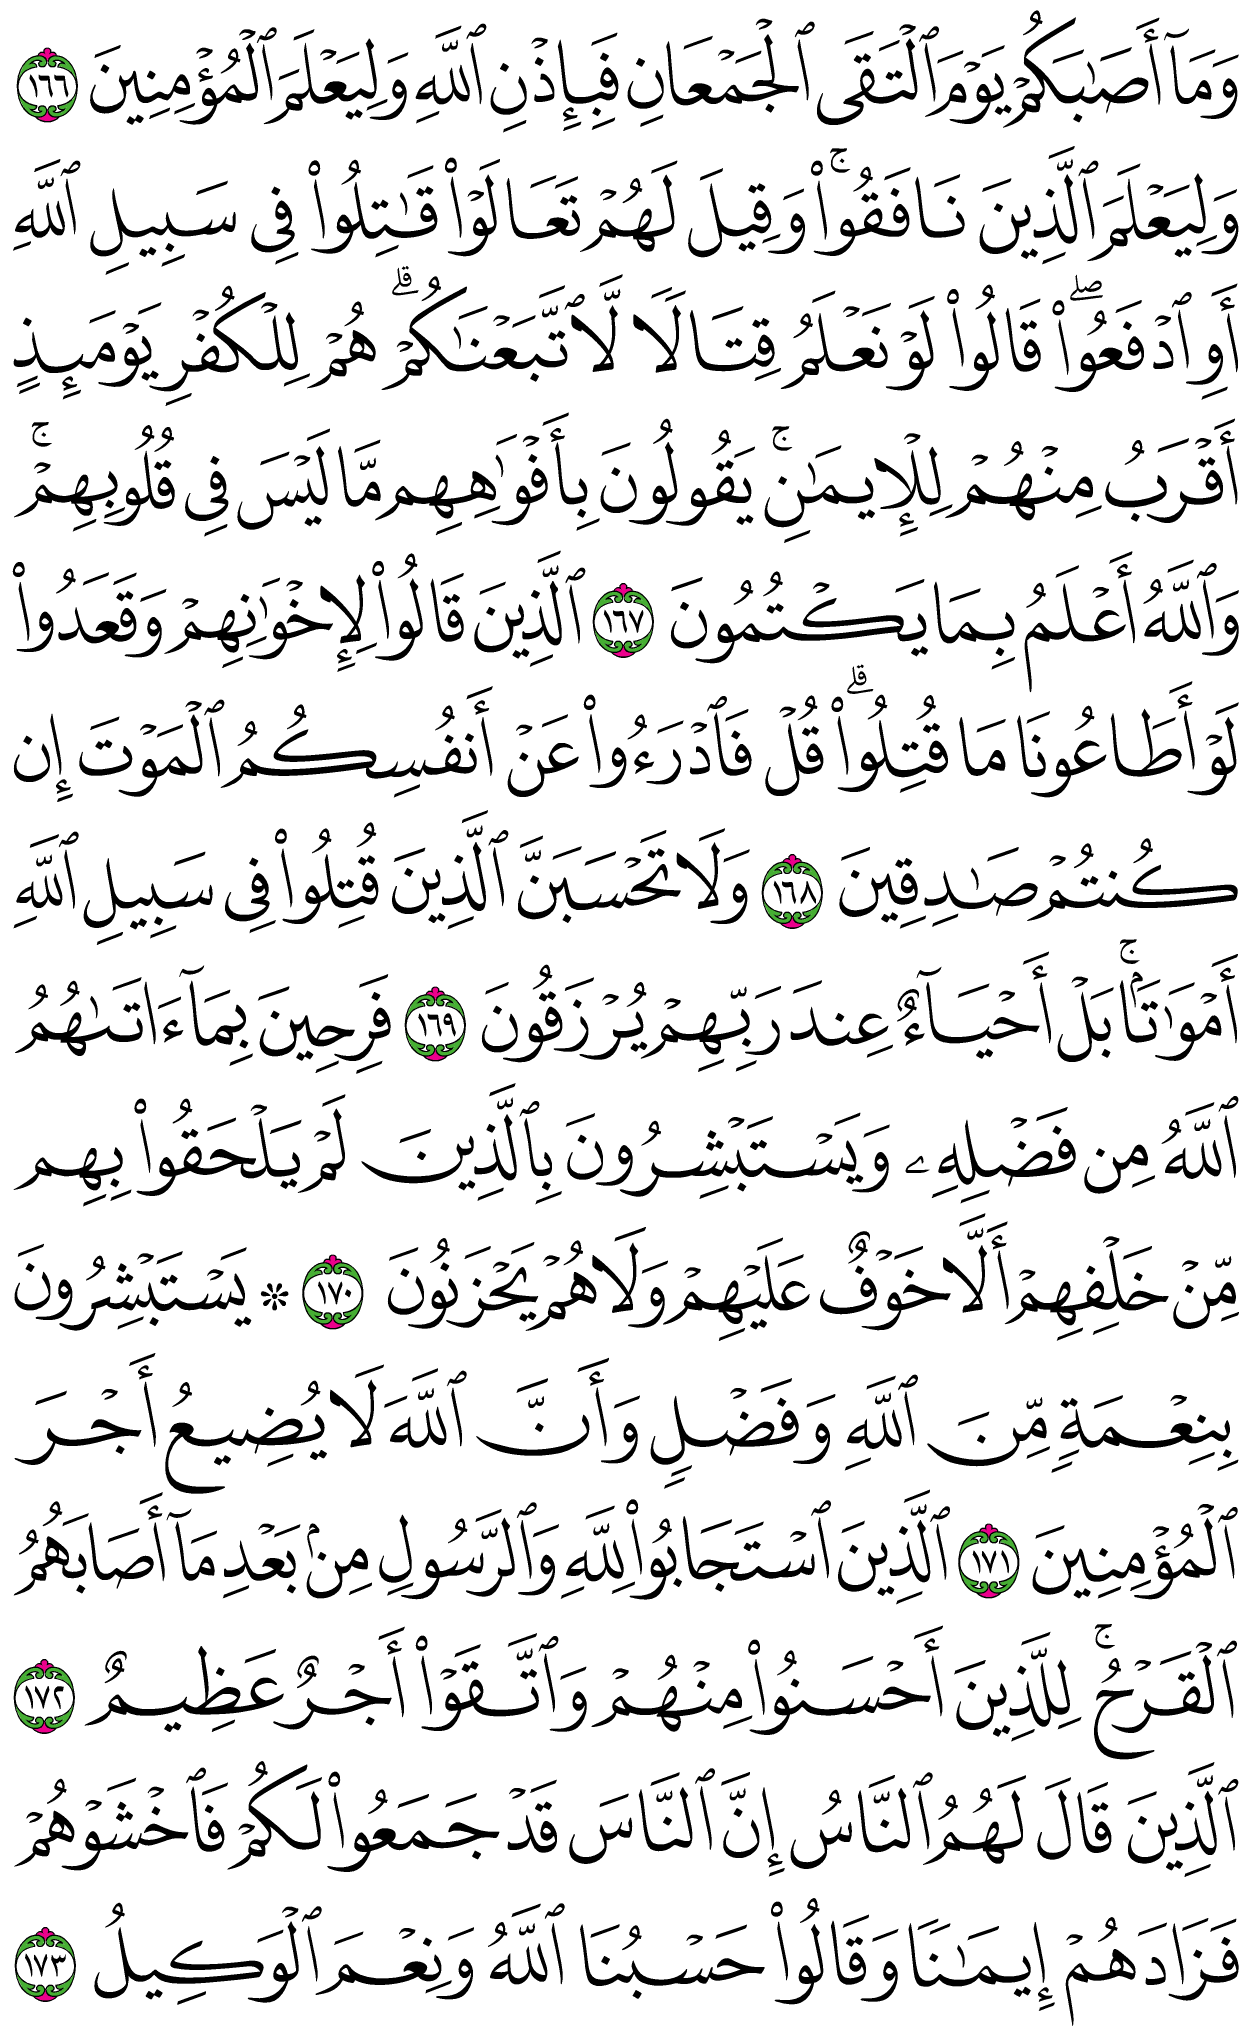 وَمَآ أَصَٰبَكُمْ يَوْمَ ٱلْتَقَى ٱلْجَمْعَانِ فَبِإِذْنِ ٱللَّهِ وَلِيَعْلَمَ ٱلْمُؤْمِنِينَ ١٦٦
وَلِيَعْلَمَ ٱلَّذِينَ نَافَقُوا۟ ۚ وَقِيلَ لَهُمْ تَعَالَوْا۟ قَٰتِلُوا۟ فِى سَبِيلِ ٱللَّهِ
أَوِ ٱدْفَعُوا۟ ۖ قَالُوا۟ لَوْ نَعْلَمُ قِتَالًا لَّٱتَّبَعْنَٰكُمْ ۗ هُمْ لِلْكُفْرِ يَوْمَئِذٍ
أَقْرَبُ مِنْهُمْ لِلْإِيمَٰنِ ۚ يَقُولُونَ بِأَفْوَٰهِهِم مَّا لَيْسَ فِى قُلُوبِهِمْ ۚ
وَٱللَّهُ أَعْلَمُ بِمَا يَكْتُمُونَ ١٦٧ ٱلَّذِينَ قَالُوا۟ لِإِخْوَٰنِهِمْ وَقَعَدُوا۟
لَوْ أَطَاعُونَا مَا قُتِلُوا۟ ۗ قُلْ فَٱدْرَءُوا۟ عَنْ أَنفُسِكُمُ ٱلْمَوْتَ إِن
كُنتُمْ صَٰدِقِينَ ١٦٨ وَلَا تَحْسَبَنَّ ٱلَّذِينَ قُتِلُوا۟ فِى سَبِيلِ ٱللَّهِ
أَمْوَٰتًۢا ۚ بَلْ أَحْيَآءٌ عِندَ رَبِّهِمْ يُرْزَقُونَ ١٦٩ فَرِحِينَ بِمَآ ءَاتَىٰهُمُ
ٱللَّهُ مِن فَضْلِهِۦ وَيَسْتَبْشِرُونَ بِٱلَّذِينَ لَمْ يَلْحَقُوا۟ بِهِم
مِّنْ خَلْفِهِمْ أَلَّا خَوْفٌ عَلَيْهِمْ وَلَا هُمْ يَحْزَنُونَ ١٧٠ ۞ يَسْتَبْشِرُونَ
بِنِعْمَةٍ مِّنَ ٱللَّهِ وَفَضْلٍ وَأَنَّ ٱللَّهَ لَا يُضِيعُ أَجْرَ
ٱلْمُؤْمِنِينَ ١٧١ ٱلَّذِينَ ٱسْتَجَابُوا۟ لِلَّهِ وَٱلرَّسُولِ مِنۢ بَعْدِ مَآ أَصَابَهُمُ
ٱلْقَرْحُ ۚ لِلَّذِينَ أَحْسَنُوا۟ مِنْهُمْ وَٱتَّقَوْا۟ أَجْرٌ عَظِيمٌ ١٧٢
ٱلَّذِينَ قَالَ لَهُمُ ٱلنَّاسُ إِنَّ ٱلنَّاسَ قَدْ جَمَعُوا۟ لَكُمْ فَٱخْشَوْهُمْ
فَزَادَهُمْ إِيمَٰنًا وَقَالُوا۟ حَسْبُنَا ٱللَّهُ وَنِعْمَ ٱلْوَكِيلُ ١٧٣